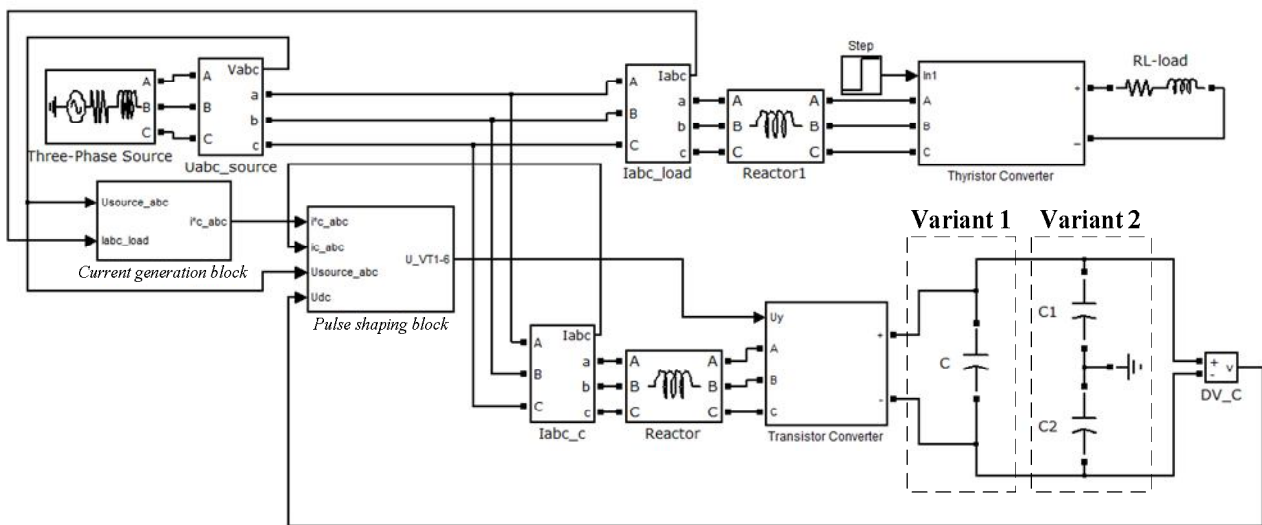 Step
RL-load
Vabc
A
B
C
A
B
C
a
b
c
Three-Phase Source
Uabc_source
Iabc
A
B
C
a
b
c
Iabc_load
A
B
C
A
B
C
Reactor1
In1
A
B
C
+
−
Thyristor Converter
Usource_abc
Iabc_load
i*c_abc
Current generation block
i*c_abc
ic_abc
Usource_abc
Udc
U_VT1-6
Pulse shaping block
Variant 1
Variant 2
Iabc
A
B
C
a
b
c
Iabc_c
A
B
C
A
B
C
Reactor
Uy
A
B
C
+
-
Transistor Converter
C
C1
C2
+
-
v
DV_C